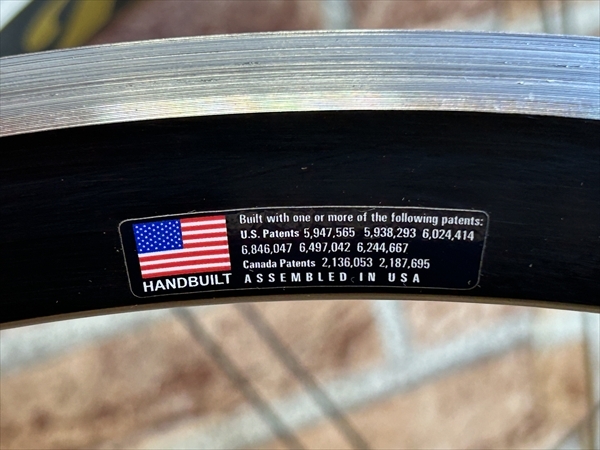 Built with one or more of the following patents:
U.S. Patents 5,947,565 5,938,293 6,024,414
6,846,047 6,497,042 6,244,667
Canada Patents 2,136,053 2,187,695
HANDBUILT ASSEMBLED IN USA